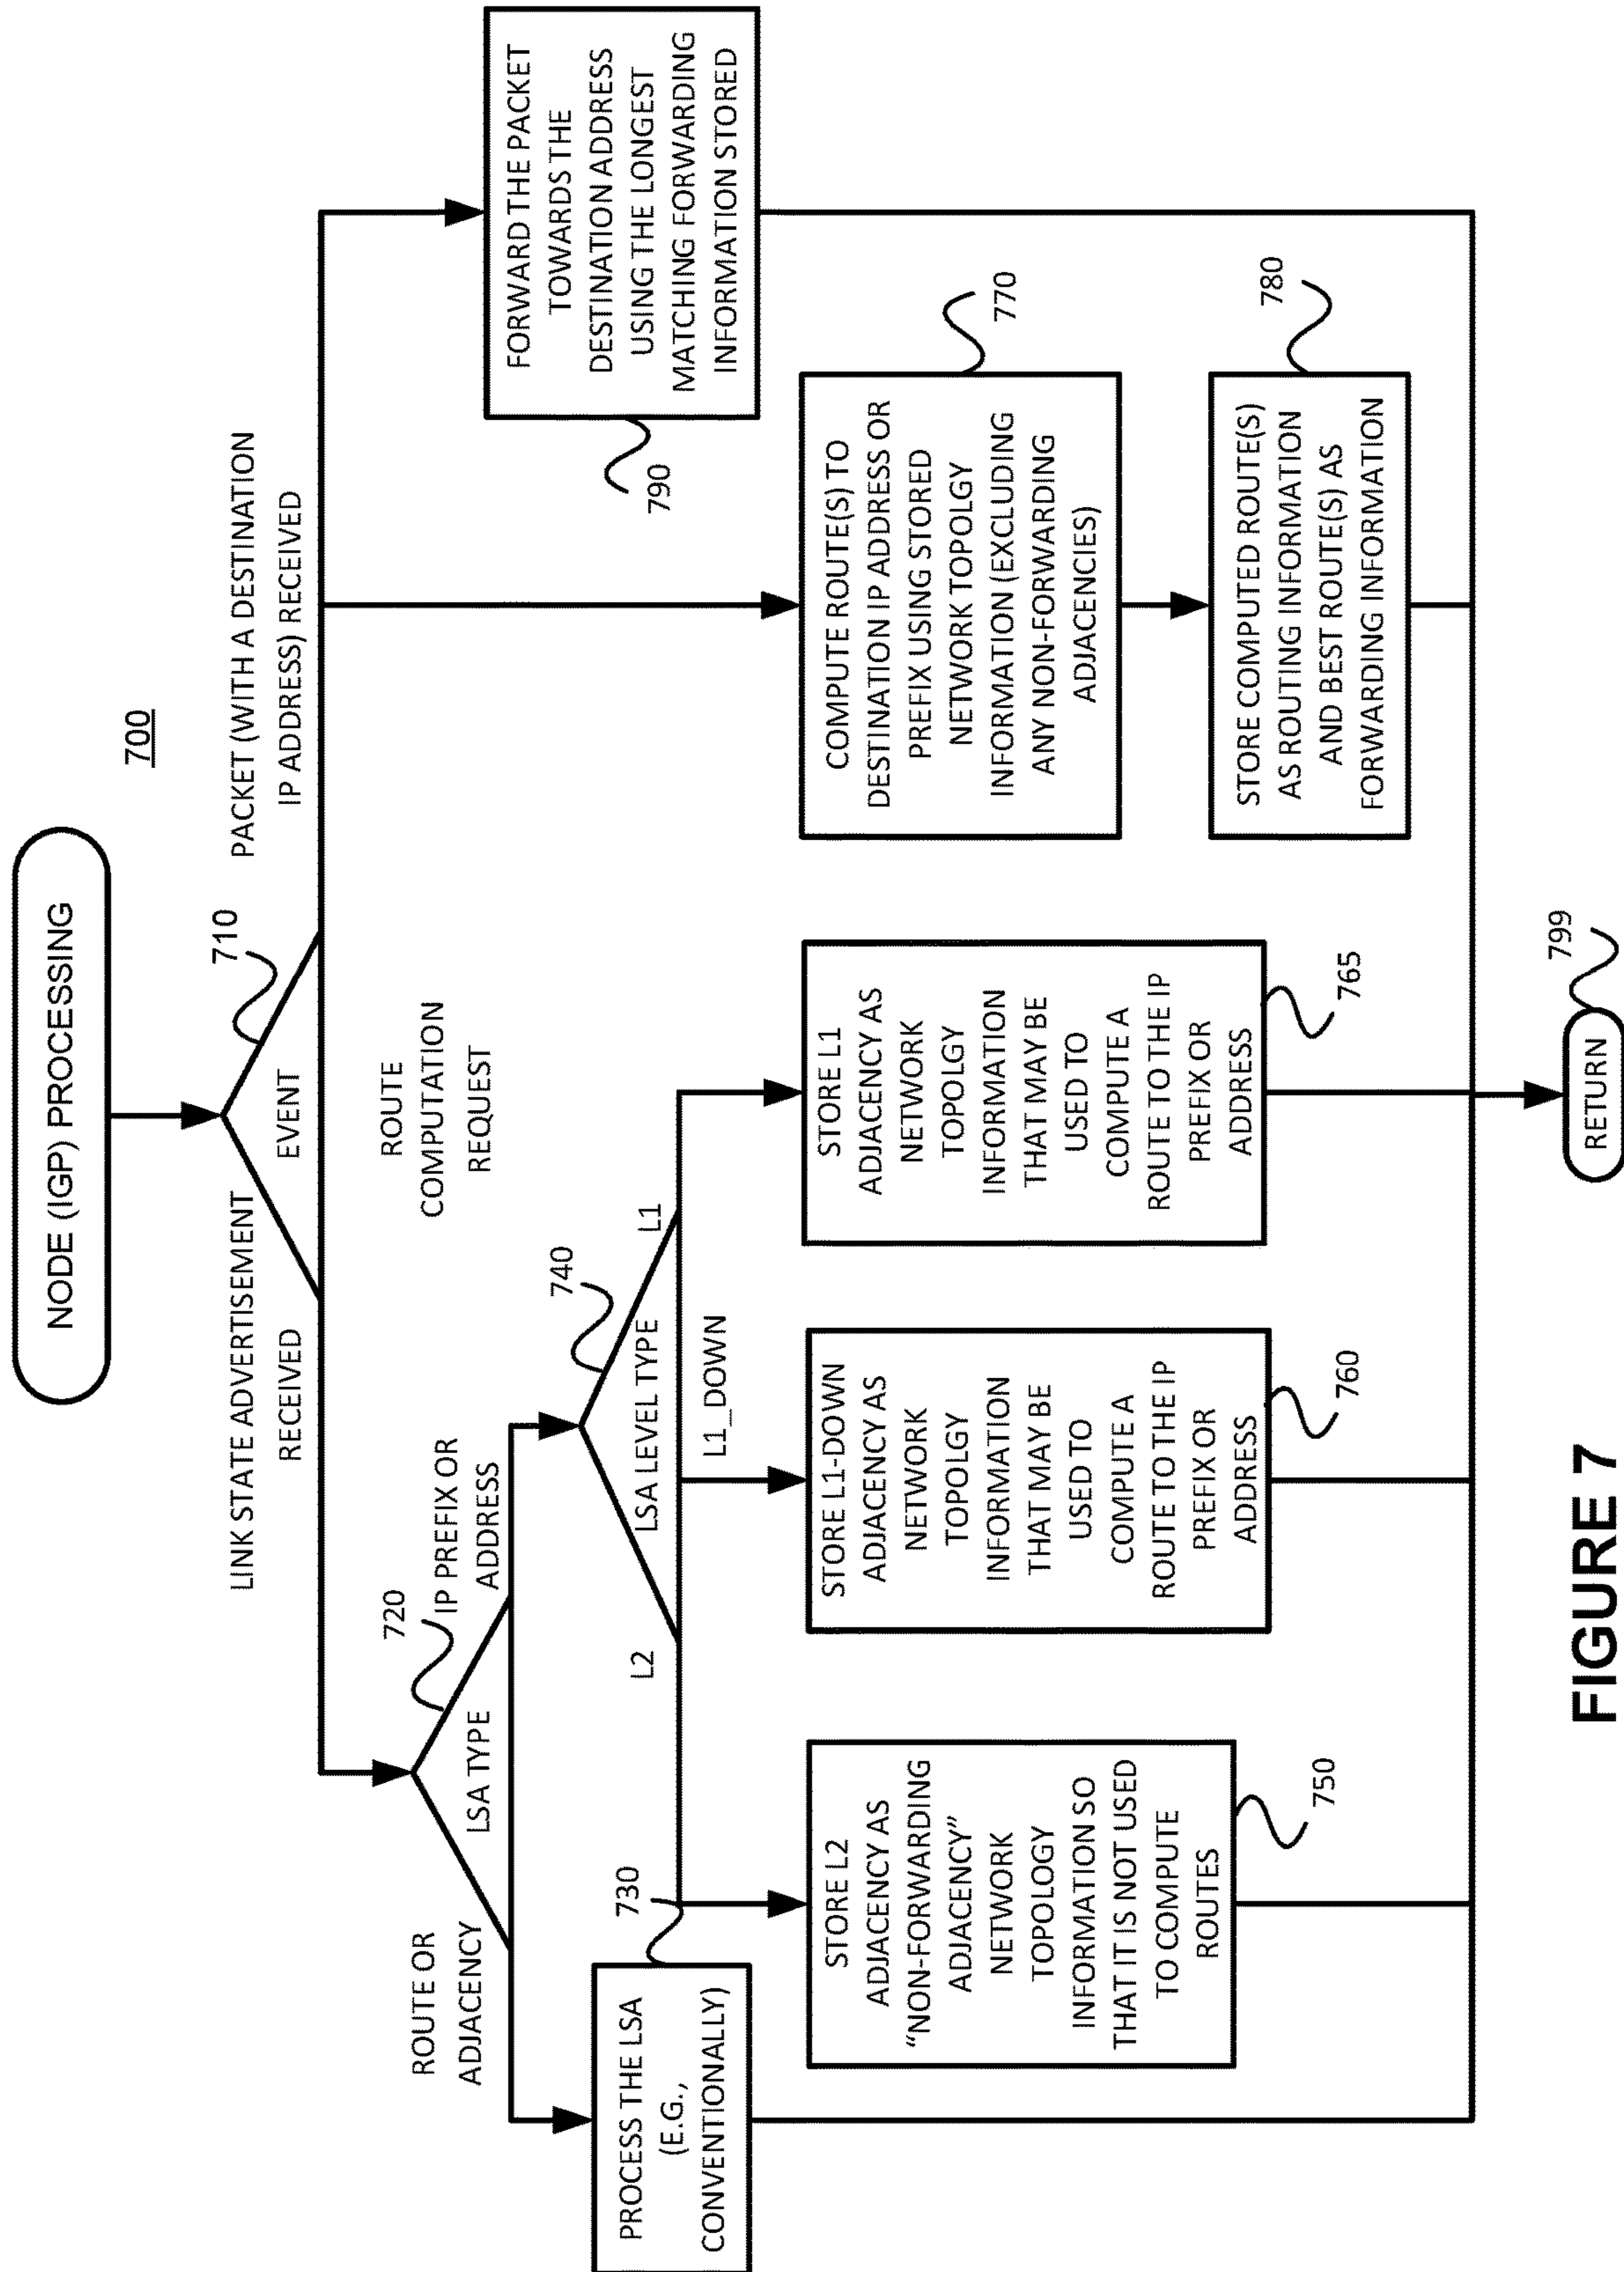 NODE (IGP) PROCESSING
700
710
EVENT
LINK STATE ADVERTISEMENT
RECEIVED
PACKET (WITH A DESTINATION
IP ADDRESS) RECEIVED
ROUTE
COMPUTATION
REQUEST
720
LSA TYPE
ROUTE OR
ADJACENCY
IP PREFIX OR
ADDRESS
730
PROCESS THE LSA
(E.G.,
CONVENTIONALLY)
740
LSA LEVEL TYPE
L2
L1_DOWN
L1
STORE L2
ADJACENCY AS
“NON-FORWARDING
ADJACENCY”
NETWORK
TOPOLOGY
INFORMATION SO
THAT IT IS NOT USED
TO COMPUTE
ROUTES
750
STORE L1-DOWN
ADJACENCY AS
NETWORK
TOPOLGY
INFORMATION
THAT MAY BE
USED TO
COMPUTE A
ROUTE TO THE IP
PREFIX OR
ADDRESS
760
STORE L1
ADJACENCY AS
NETWORK
TOPOLGY
INFORMATION
THAT MAY BE
USED TO
COMPUTE A
ROUTE TO THE IP
PREFIX OR
ADDRESS
765
COMPUTE ROUTE(S) TO
DESTINATION IP ADDRESS OR
PREFIX USING STORED
NETWORK TOPOLGY
INFORMATION (EXCLUDING
ANY NON-FORWARDING
ADJACENCIES)
770
STORE COMPUTED ROUTE(S)
AS ROUTING INFORMATION
AND BEST ROUTE(S) AS
FORWARDING INFORMATION
780
FORWARD THE PACKET
TOWARDS THE
DESTINATION ADDRESS
USING THE LONGEST
MATCHING FORWARDING
INFORMATION STORED
790
RETURN
799
FIGURE 7